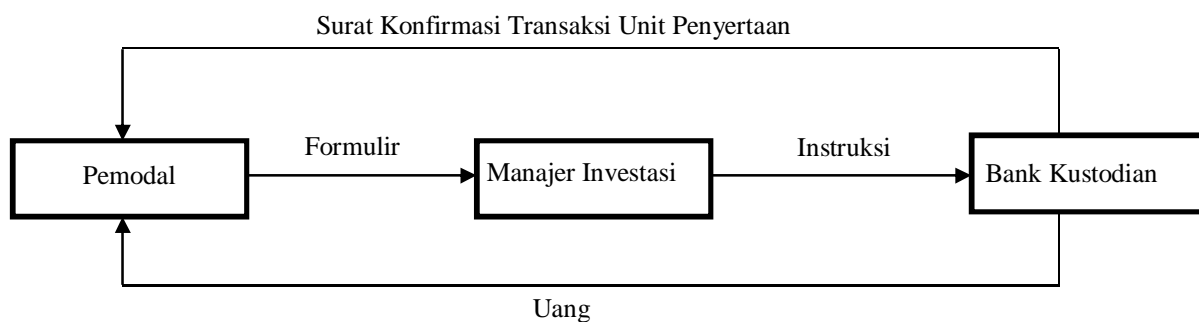 Surat Konfirmasi Transaksi Unit Penyertaan
Formulir
Instruksi
Pemodal
Manajer Investasi
Bank Kustodian
Uang